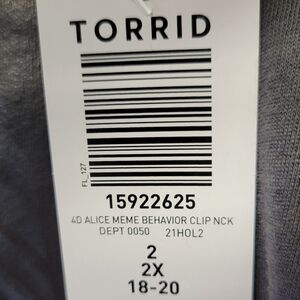 TORRID
FL_127
15922625
4D ALICE MEME BEHAVIOR CLIP NCK
DEPT 0050 21HOL2
2
2X
18-20